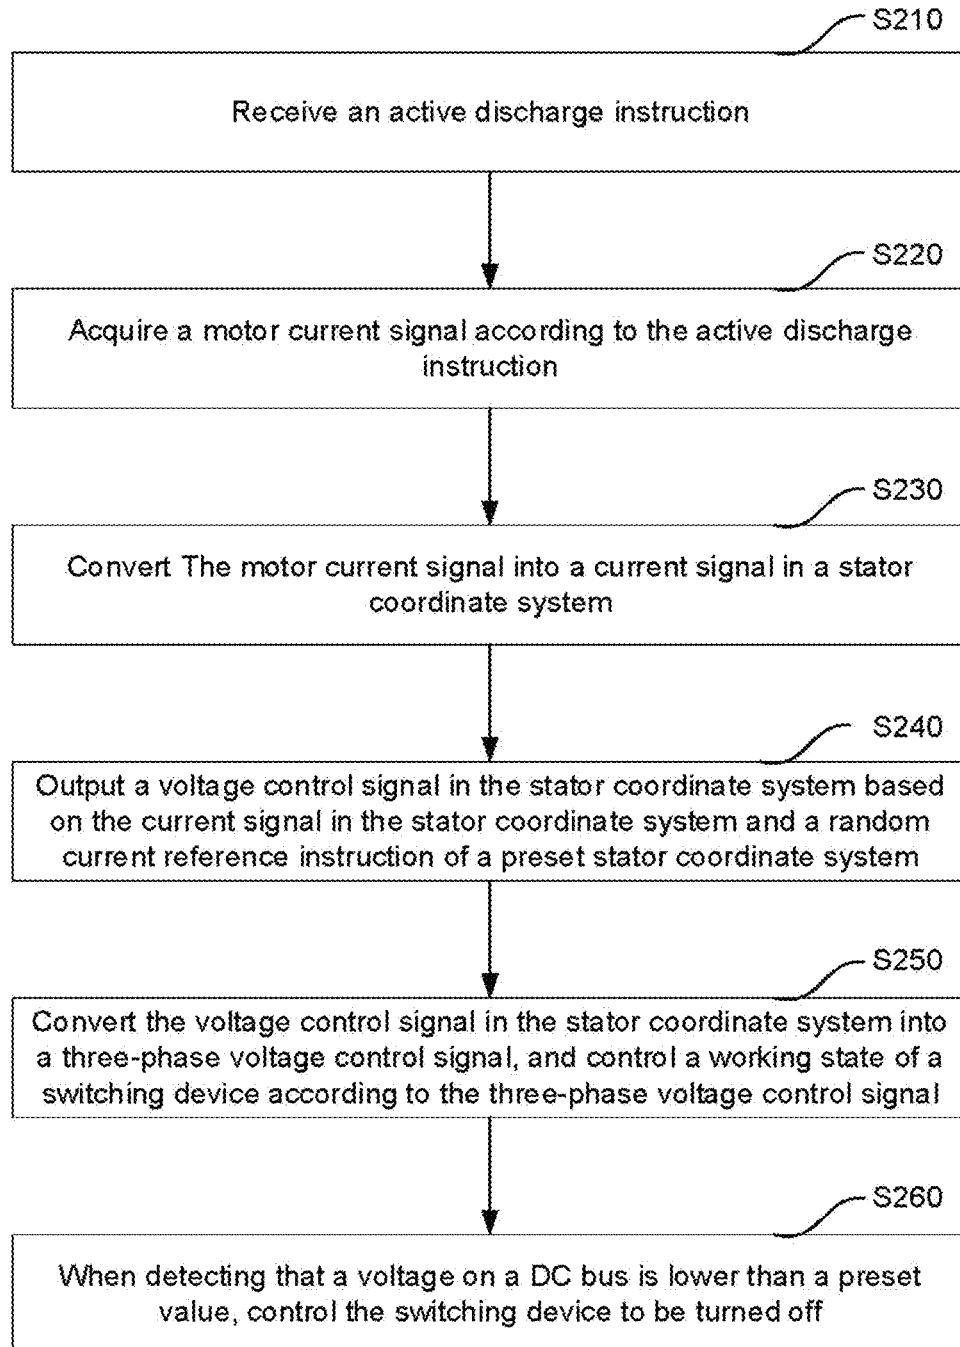 S210
Receive an active discharge instruction
S220
Acquire a motor current signal according to the active discharge
instruction
S230
Convert The motor current signal into a current signal in a stator
coordinate system
S240
Output a voltage control signal in the stator coordinate system based
on the current signal in the stator coordinate system and a random
current reference instruction of a preset stator coordinate system
S250
Convert the voltage control signal in the stator coordinate system into
a three-phase voltage control signal, and control a working state of a
switching device according to the three-phase voltage control signal
S260
When detecting that a voltage on a DC bus is lower than a preset
value, control the switching device to be turned off